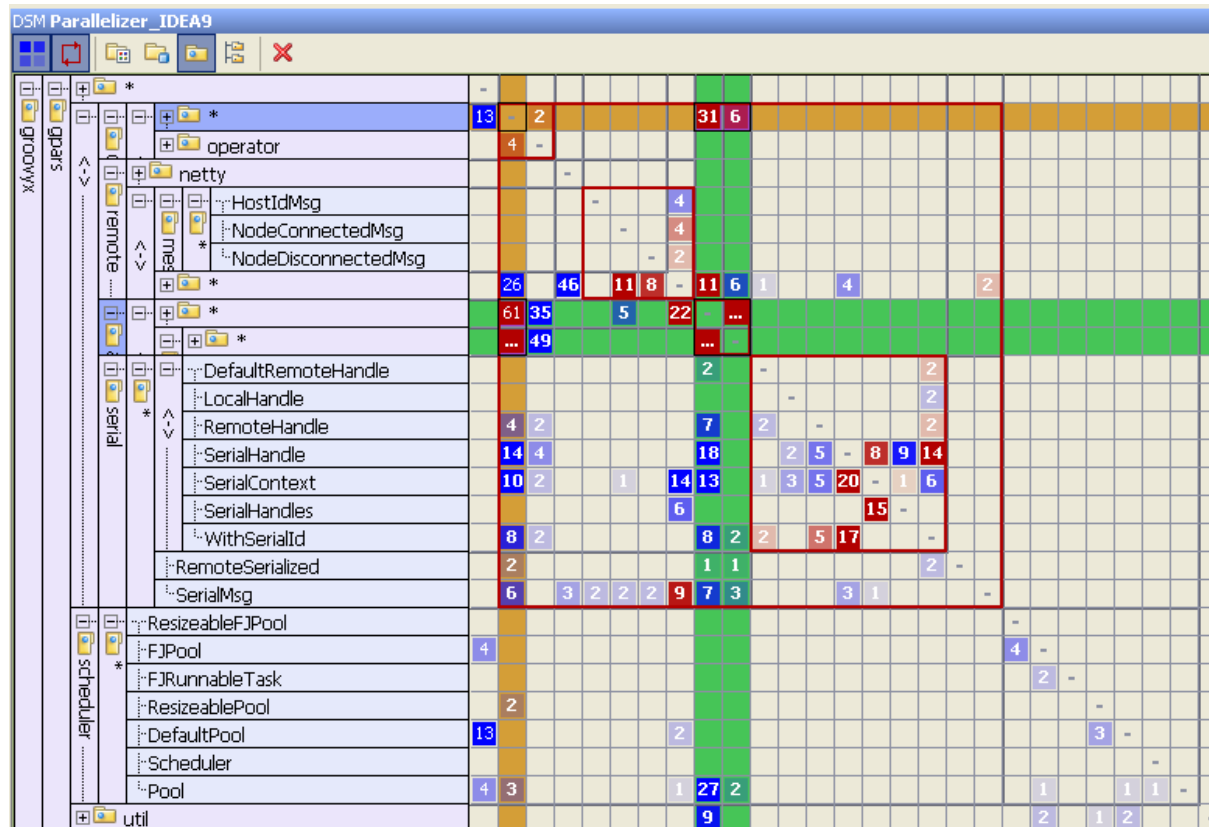 DSM Parallelizer_IDEA9
*
-
*
13 - 2 31 6
operator
4 -
netty
-
HostIdMsg
- 4
NodeConnectedMsg
- 4
NodeDisconnectedMsg
- 2
*
26 46 11 8 - 11 6 1 4 2
*
61 35 5 22 - ...
*
... 49 ... -
DefaultRemoteHandle
2 - 2
LocalHandle
- 2
RemoteHandle
4 2 7 2 - 2
SerialHandle
14 4 18 2 5 - 8 9 14
SerialContext
10 2 1 14 13 1 3 5 20 - 1 6
SerialHandles
6 15 -
WithSerialId
8 2 8 2 2 5 17 -
RemoteSerialized
2 1 1 2 -
SerialMsg
6 3 2 2 2 9 7 3 3 1 -
ResizeableFJPool
-
FJPool
4 4 -
FJRunnableTask
2 -
ResizeablePool
2 -
DefaultPool
13 2 3 -
Scheduler
-
Pool
4 3 1 27 2 1 1 1 -
util
9 2 1 2
groovyx
gpars
<->
remote
<->
mes
*
serial
*
<->
scheduler
*